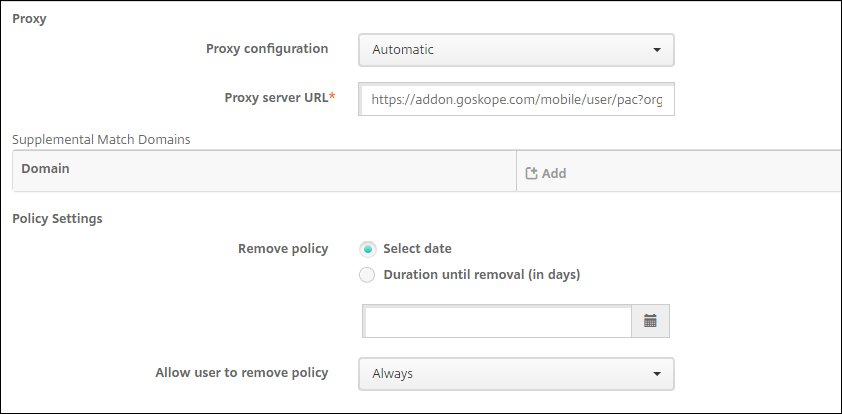 Proxy
Proxy configuration Automatic
Proxy server URL* https://addon.goskope.com/mobile/user/pac?org
Supplemental Match Domains
Domain Add
Policy Settings
Remove policy Select date
Duration until removal (in days)
Allow user to remove policy Always